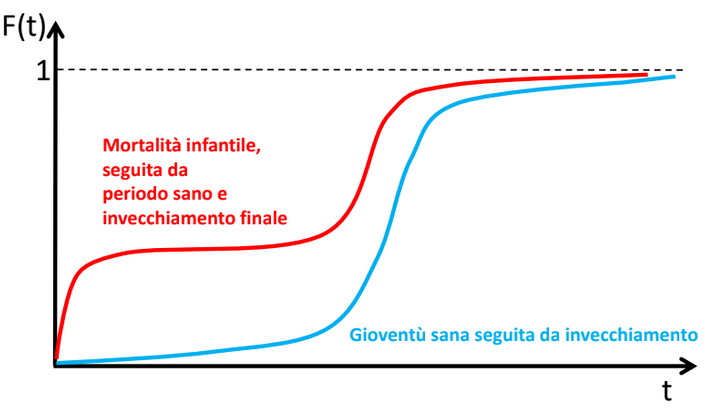 F(t)
1
Mortalità infantile,
seguita da
periodo sano e
invecchiamento finale
Gioventù sana seguita da invecchiamento
t